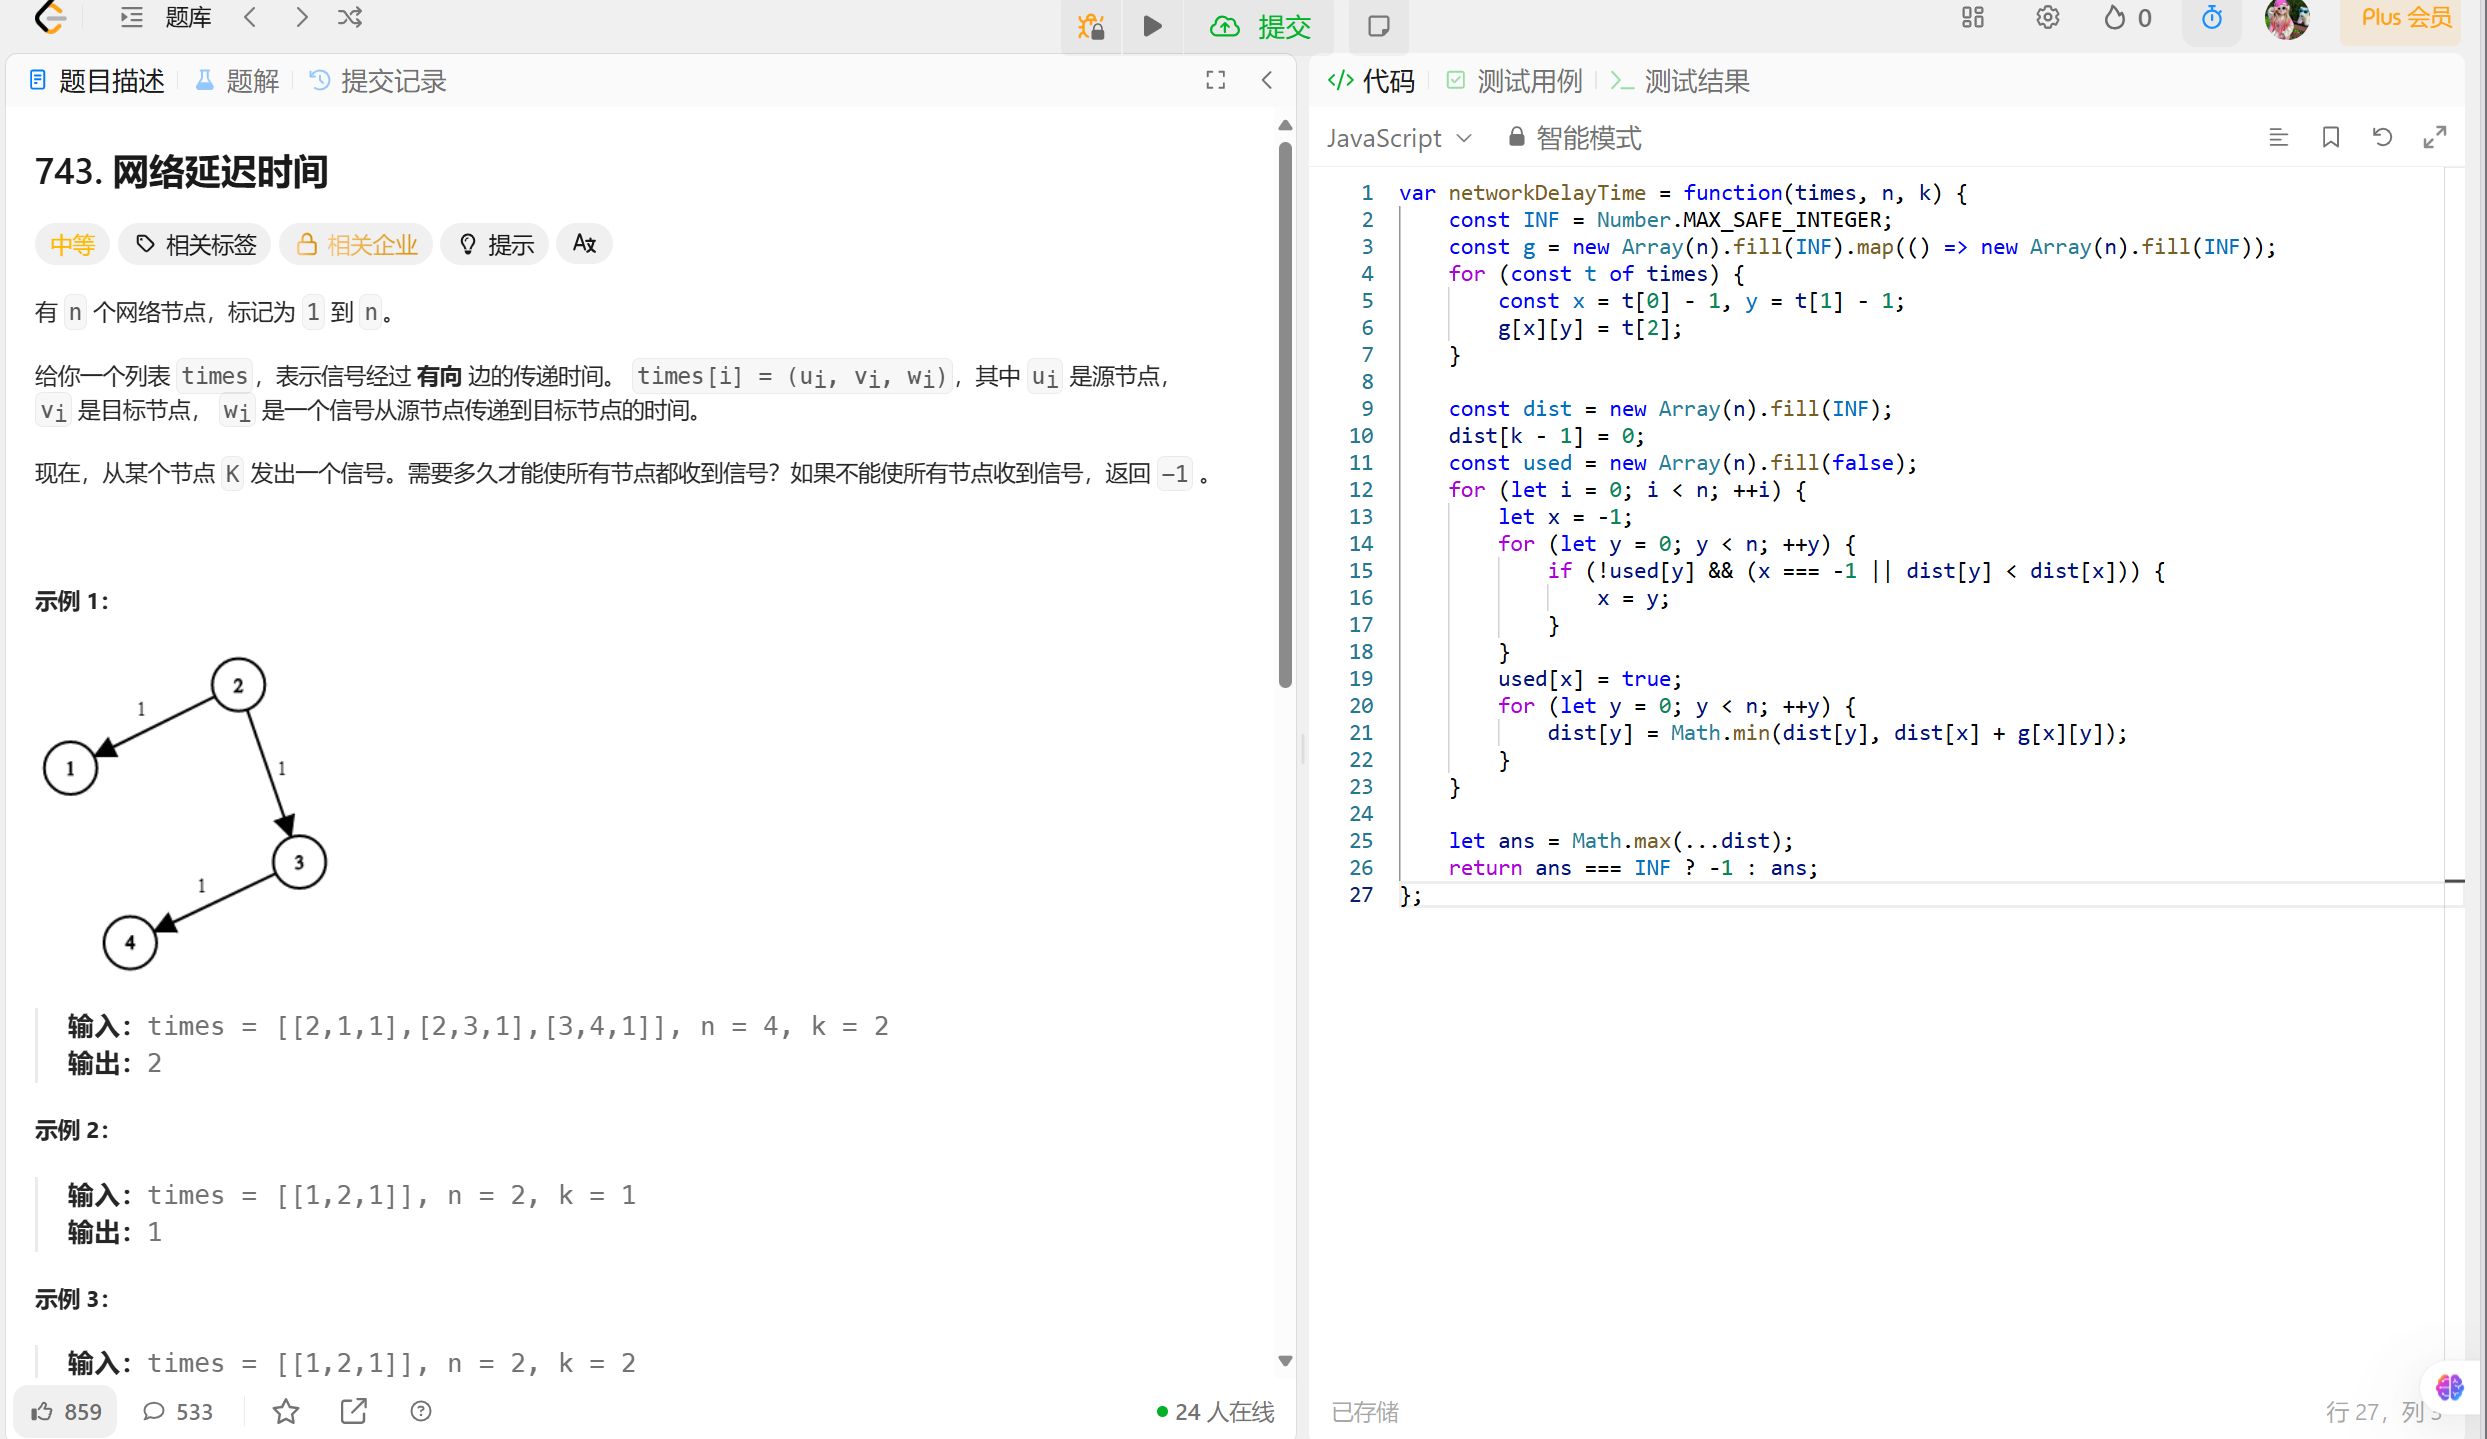 题库
提交
0
Plus 会员
题目描述
题解
提交记录
743. 网络延迟时间
中等
相关标签
相关企业
提示
有 n 个网络节点，标记为 1 到 n。
给你一个列表 times，表示信号经过 有向 边的传递时间。 times[i] = (ui, vi, wi)，其中 ui 是源节点，
vi 是目标节点， wi 是一个信号从源节点传递到目标节点的时间。
现在，从某个节点 K 发出一个信号。需要多久才能使所有节点都收到信号？如果不能使所有节点收到信号，返回 -1 。
示例 1：
2
1
1
1
3
1
4
输入：times = [[2,1,1],[2,3,1],[3,4,1]], n = 4, k = 2
输出：2
示例 2：
输入：times = [[1,2,1]], n = 2, k = 1
输出：1
示例 3：
输入：times = [[1,2,1]], n = 2, k = 2
859
533
24 人在线
代码
测试用例
测试结果
JavaScript
智能模式
1 var networkDelayTime = function(times, n, k) {
2     const INF = Number.MAX_SAFE_INTEGER;
3     const g = new Array(n).fill(INF).map(() => new Array(n).fill(INF));
4     for (const t of times) {
5         const x = t[0] - 1, y = t[1] - 1;
6         g[x][y] = t[2];
7     }
8
9     const dist = new Array(n).fill(INF);
10     dist[k - 1] = 0;
11     const used = new Array(n).fill(false);
12     for (let i = 0; i < n; ++i) {
13         let x = -1;
14         for (let y = 0; y < n; ++y) {
15             if (!used[y] && (x === -1 || dist[y] < dist[x])) {
16                 x = y;
17             }
18         }
19         used[x] = true;
20         for (let y = 0; y < n; ++y) {
21             dist[y] = Math.min(dist[y], dist[x] + g[x][y]);
22         }
23     }
24
25     let ans = Math.max(...dist);
26     return ans === INF ? -1 : ans;
27 };
已存储
行 27，列